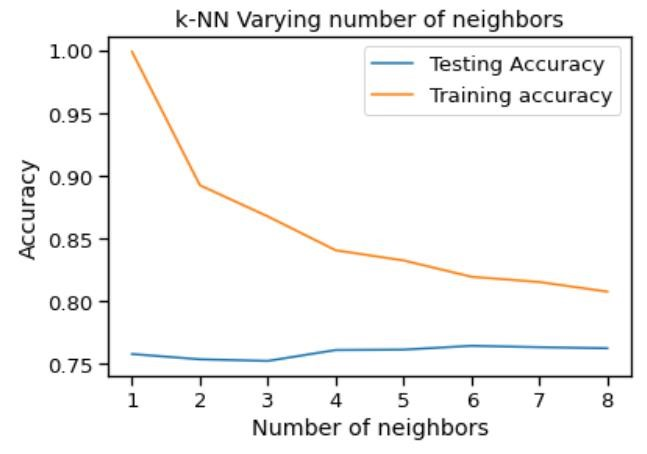 k-NN Varying number of neighbors
1.00
0.95
0.90
0.85
0.80
0.75
Accuracy
Testing Accuracy
Training accuracy
1 2 3 4 5 6 7 8
Number of neighbors